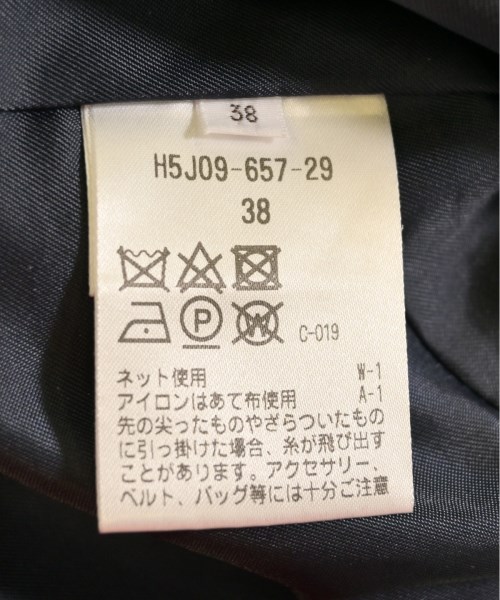 38
H5J09-657-29
38
P W C-019
ネット使用 W-1
アイロンはあて布使用 A-1
先の尖ったものやざらついたもの
に引っ掛けた場合、糸が飛び出す
ことがあります。アクセサリー、
ベルト、バッグ等には十分ご注意